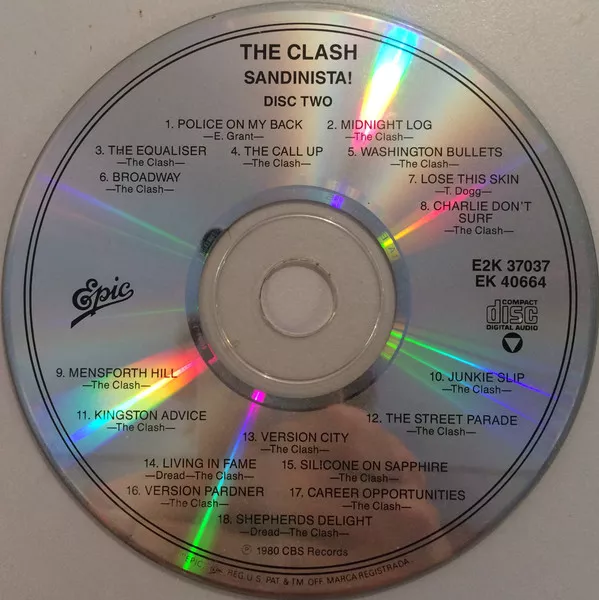 THE CLASH
SANDINISTA!
DISC TWO
1. POLICE ON MY BACK 2. MIDNIGHT LOG
—E. Grant— —The Clash—
3. THE EQUALISER 4. THE CALL UP 5. WASHINGTON BULLETS
—The Clash— —The Clash— —The Clash—
6. BROADWAY 7. LOSE THIS SKIN
—The Clash— —T. Dogg—
8. CHARLIE DON'T
SURF
—The Clash—
E2K 37037
EK 40664
Epic
COMPACT
disc
DIGITAL AUDIO
9. MENSFORTH HILL 10. JUNKIE SLIP
—The Clash— —The Clash—
11. KINGSTON ADVICE 12. THE STREET PARADE
—The Clash— —The Clash—
13. VERSION CITY
—The Clash—
14. LIVING IN FAME 15. SILICONE ON SAPPHIRE
—Dread—The Clash— —The Clash—
16. VERSION PARDNER 17. CAREER OPPORTUNITIES
—The Clash— —The Clash—
18. SHEPHERDS DELIGHT
—Dread—The Clash—
℗ 1980 CBS Records
EPIC REG. U.S. PAT. & TM. OFF. MARCA REGISTRADA.